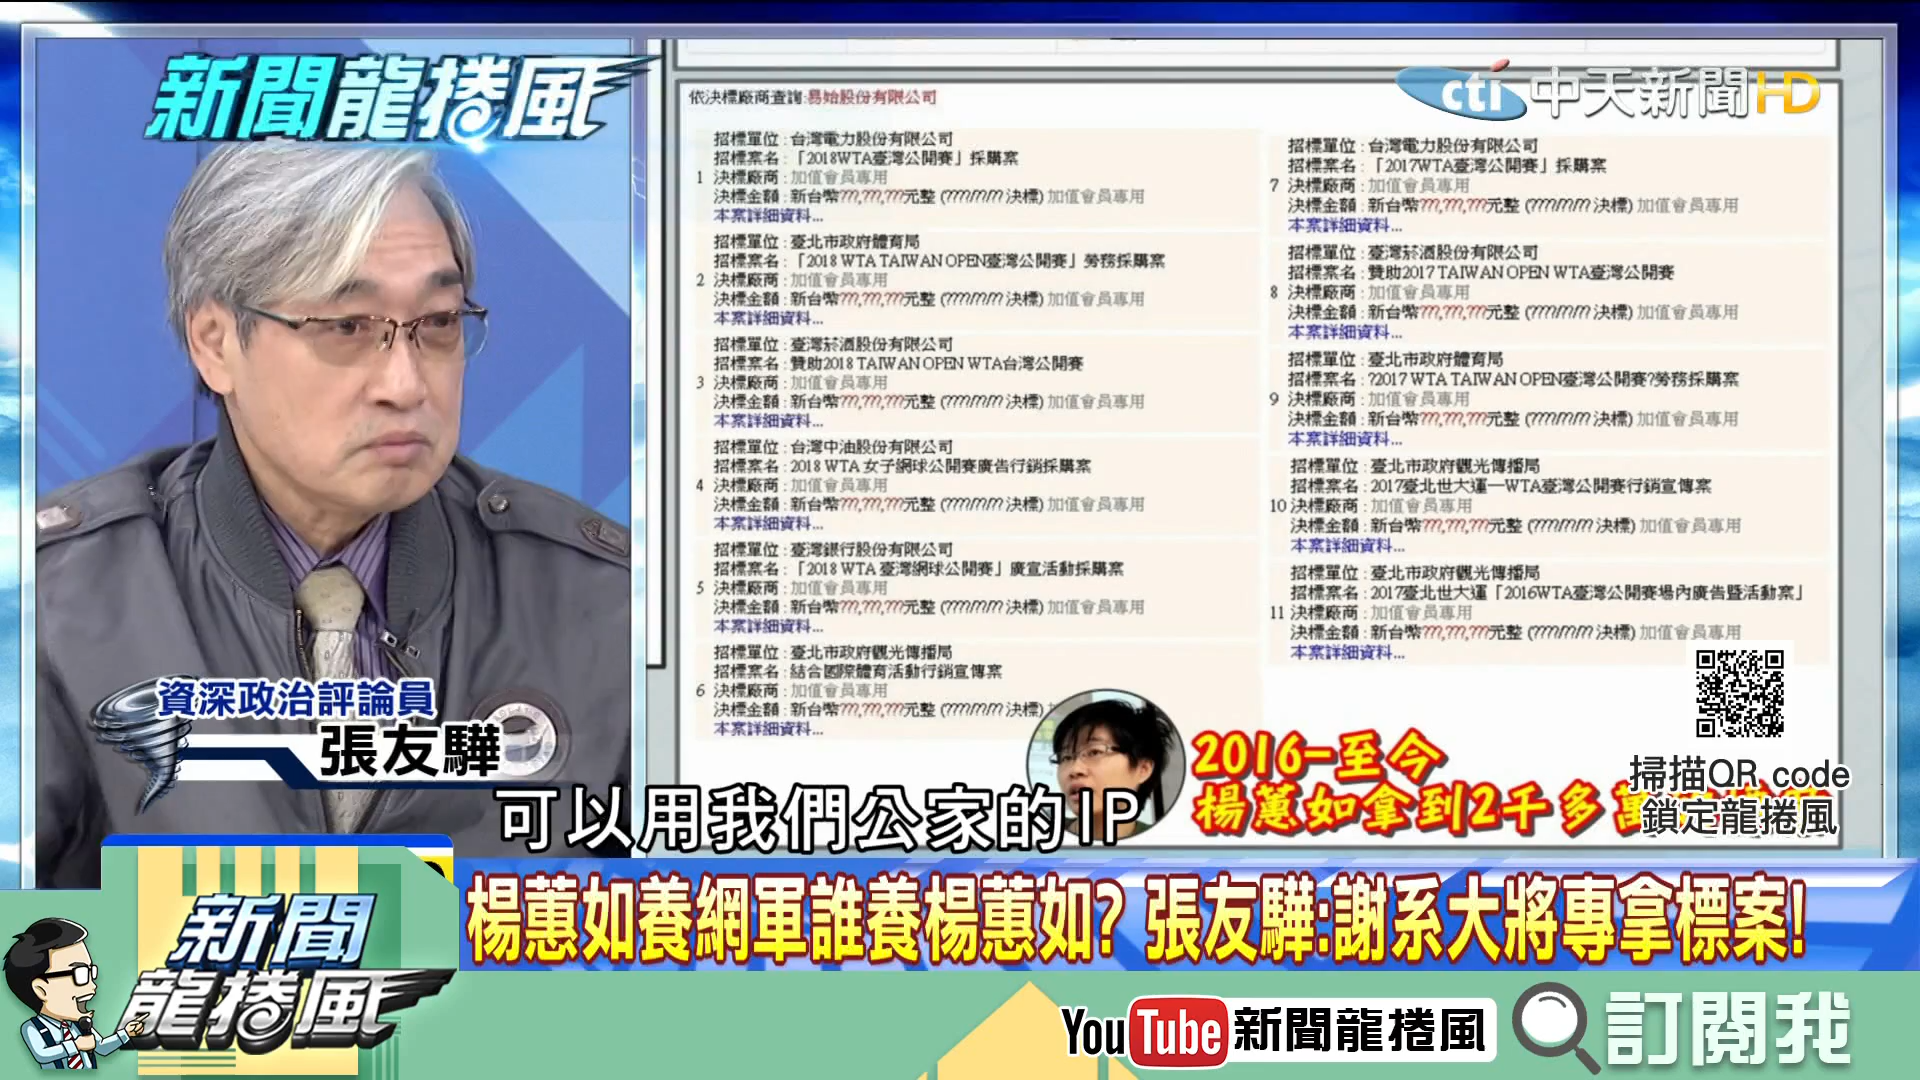 新聞龍捲風
cti 中天新聞HD
依決標廠商查詢:易始股份有限公司
招標單位 : 台灣電力股份有限公司
招標案名 : 「2018WTA臺灣公開賽」採購案
1 決標廠商 : 加值會員專用
決標金額 : 新台幣???,???,???元整 (????/??/?? 決標) 加值會員專用
本案詳細資料...
招標單位 : 臺北市政府體育局
招標案名 : 「2018 WTA TAIWAN OPEN臺灣公開賽」勞務採購案
2 決標廠商 : 加值會員專用
決標金額 : 新台幣???,???,???元整 (????/??/?? 決標) 加值會員專用
本案詳細資料...
招標單位 : 臺灣菸酒股份有限公司
招標案名 : 贊助2018 TAIWAN OPEN WTA台灣公開賽
3 決標廠商 : 加值會員專用
決標金額 : 新台幣???,???,???元整 (????/??/?? 決標) 加值會員專用
本案詳細資料...
招標單位 : 台灣中油股份有限公司
招標案名 : 2018 WTA 女子網球公開賽廣告行銷採購案
4 決標廠商 : 加值會員專用
決標金額 : 新台幣???,???,???元整 (????/??/?? 決標) 加值會員專用
本案詳細資料...
招標單位 : 臺灣銀行股份有限公司
招標案名 : 「2018 WTA 臺灣網球公開賽」廣宣活動採購案
5 決標廠商 : 加值會員專用
決標金額 : 新台幣???,???,???元整 (????/??/?? 決標) 加值會員專用
本案詳細資料...
招標單位 : 臺北市政府觀光傳播局
招標案名 : 結合國際體育活動行銷宣傳案
6 決標廠商 : 加值會員專用
決標金額 : 新台幣???,???,???元整 (????/??/?? 決標)
本案詳細資料...
招標單位 : 台灣電力股份有限公司
招標案名 : 「2017WTA臺灣公開賽」採購案
7 決標廠商 : 加值會員專用
決標金額 : 新台幣???,???,???元整 (????/??/?? 決標) 加值會員專用
本案詳細資料...
招標單位 : 臺灣菸酒股份有限公司
招標案名 : 贊助2017 TAIWAN OPEN WTA臺灣公開賽
8 決標廠商 : 加值會員專用
決標金額 : 新台幣???,???,???元整 (????/??/?? 決標) 加值會員專用
本案詳細資料...
招標單位 : 臺北市政府體育局
招標案名 : ?2017 WTA TAIWAN OPEN臺灣公開賽?勞務採購案
9 決標廠商 : 加值會員專用
決標金額 : 新台幣???,???,???元整 (????/??/?? 決標) 加值會員專用
本案詳細資料...
招標單位 : 臺北市政府觀光傳播局
招標案名 : 2017臺北世大運—WTA臺灣公開賽行銷宣傳案
10 決標廠商 : 加值會員專用
決標金額 : 新台幣???,???,???元整 (????/??/?? 決標) 加值會員專用
本案詳細資料...
招標單位 : 臺北市政府觀光傳播局
招標案名 : 2017臺北世大運「2016WTA臺灣公開賽場內廣告暨活動案」
11 決標廠商 : 加值會員專用
決標金額 : 新台幣???,???,???元整 (????/??/?? 決標) 加值會員專用
本案詳細資料...
資深政治評論員
張友驊
2016-至今
楊蕙如拿到2千多萬
掃描QR code
鎖定龍捲風
可以用我們公家的IP
楊蕙如養網軍誰養楊蕙如? 張友驊:謝系大將專拿標案!
新聞
龍捲風
YouTube 新聞龍捲風
訂閱我